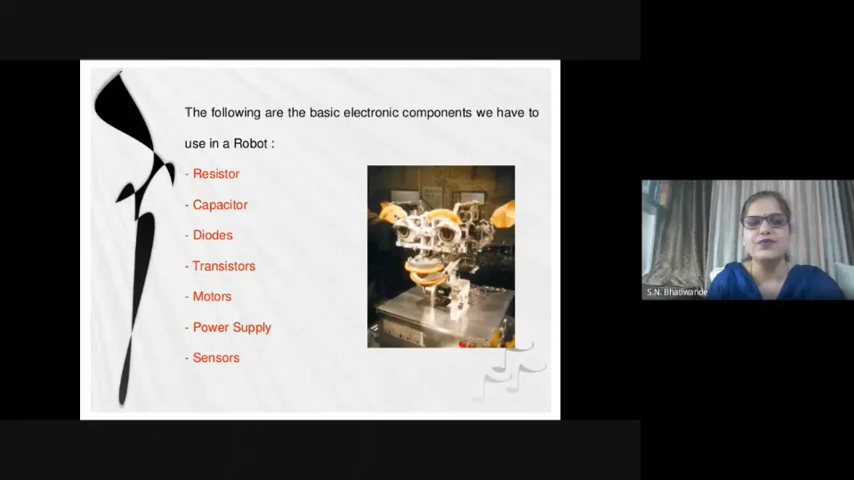 The following are the basic electronic components we have to
use in a Robot :
- Resistor
- Capacitor
- Diodes
- Transistors
- Motors
- Power Supply
- Sensors
S.N. Bhatiwande